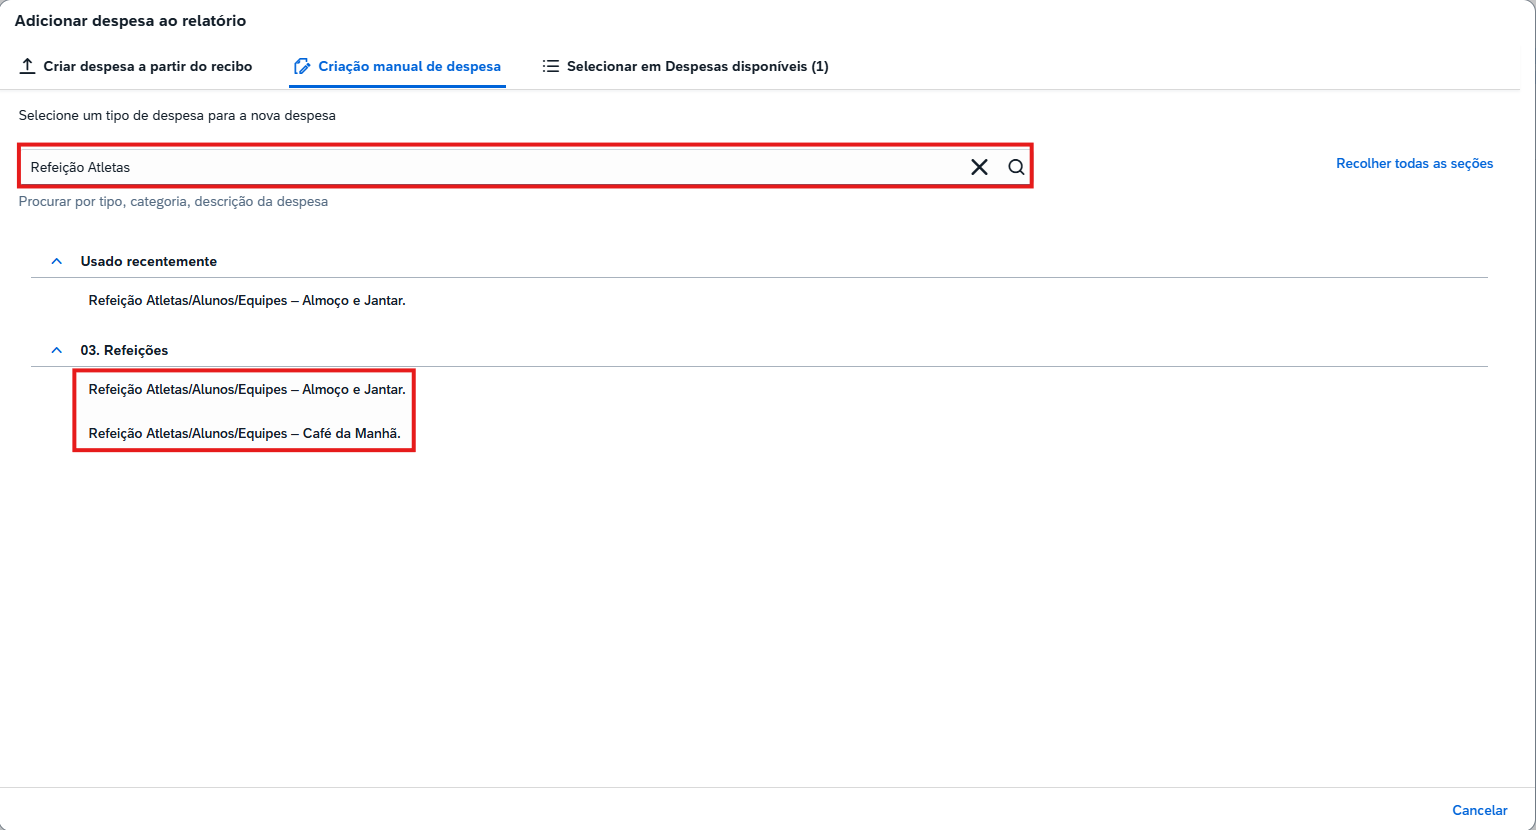 Adicionar despesa ao relatório
Criar despesa a partir do recibo
Criação manual de despesa
Selecionar em Despesas disponíveis (1)
Selecione um tipo de despesa para a nova despesa
Refeição Atletas
Recolher todas as seções
Procurar por tipo, categoria, descrição da despesa
Usado recentemente
Refeição Atletas/Alunos/Equipes – Almoço e Jantar.
03. Refeições
Refeição Atletas/Alunos/Equipes – Almoço e Jantar.
Refeição Atletas/Alunos/Equipes – Café da Manhã.
Cancelar